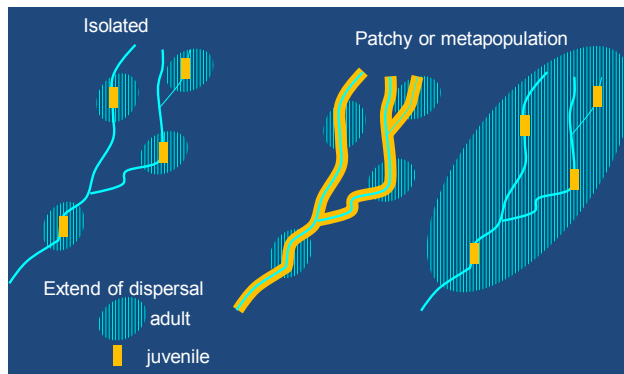 Isolated
Patchy or metapopulation
Extend of dispersal
adult
juvenile